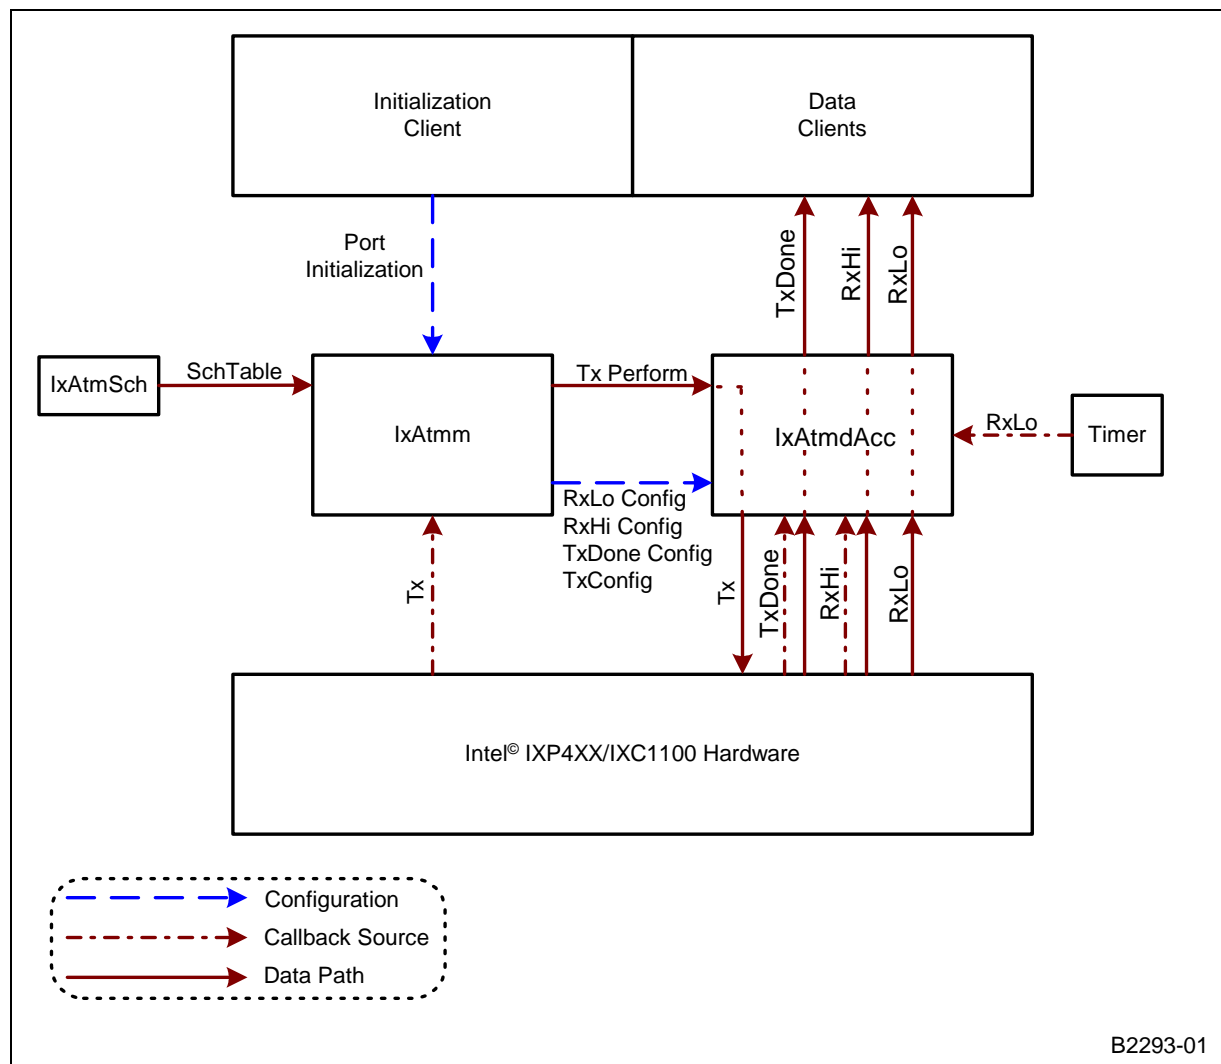 Initialization
Client
Data
Clients
Port
Initialization
TxDone
RxHi
RxLo
IxAtmSch
SchTable
IxAtmm
Tx Perform
IxAtmdAcc
RxLo
Timer
RxLo Config
RxHi Config
TxDone Config
TxConfig
Tx
Tx
TxDone
RxHi
RxLo
Intel© IXP4XX/IXC1100 Hardware
Configuration
Callback Source
Data Path
B2293-01